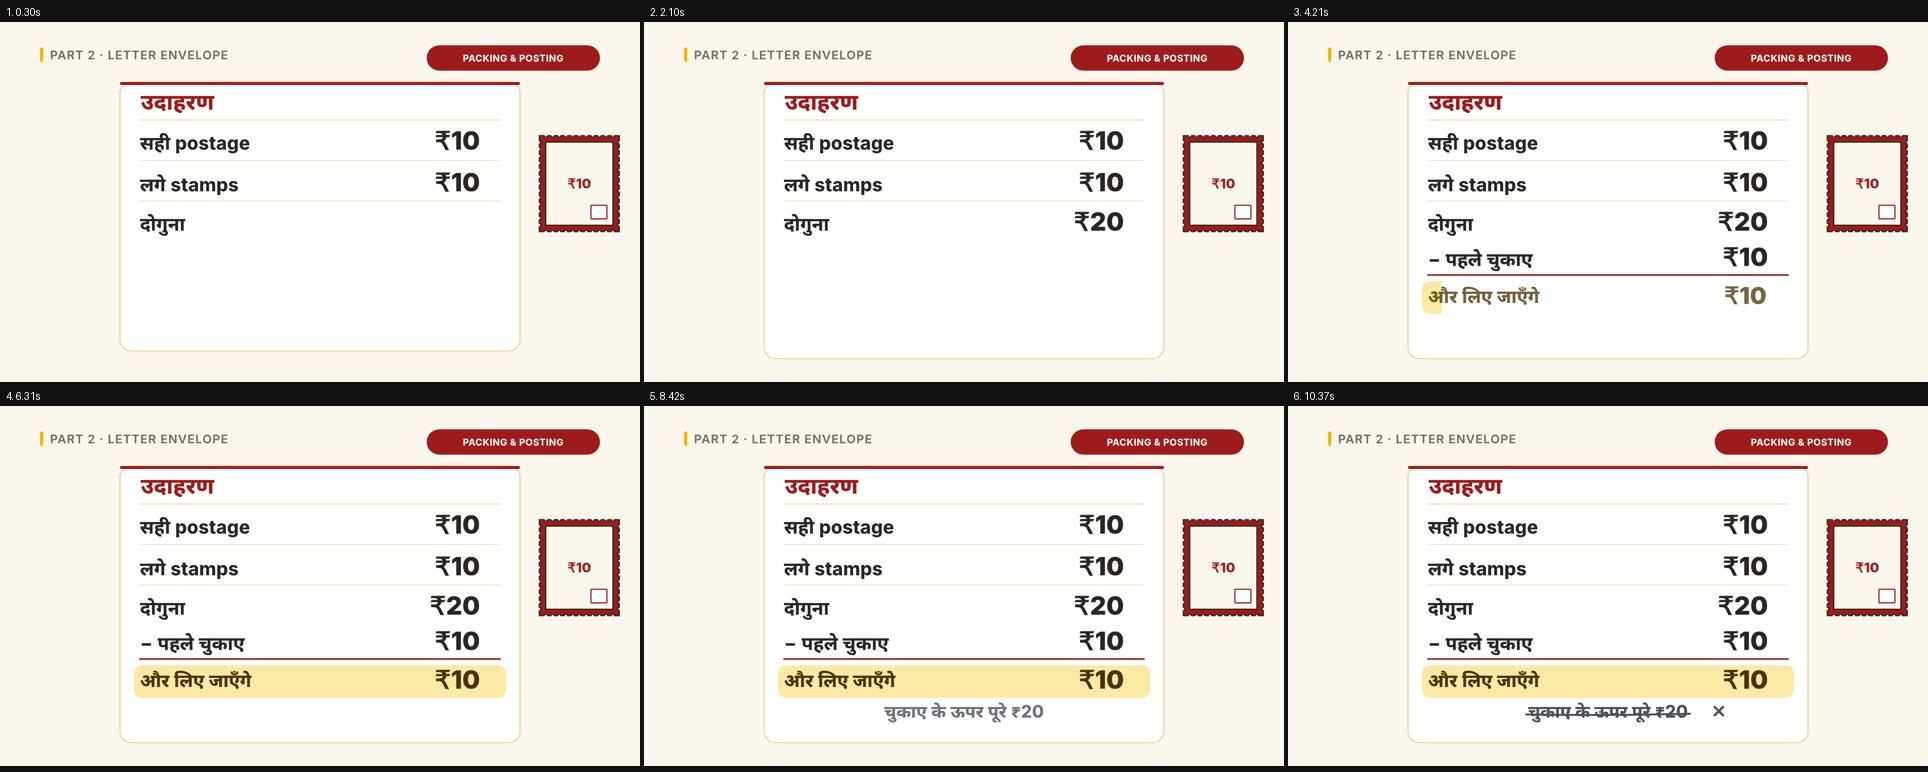 1. 0.30s
PART 2 · LETTER ENVELOPE
PACKING & POSTING
उदाहरण
सही postage ₹10
लगे stamps ₹10
दोगुना
₹10
2. 2.10s
PART 2 · LETTER ENVELOPE
PACKING & POSTING
उदाहरण
सही postage ₹10
लगे stamps ₹10
दोगुना ₹20
₹10
3. 4.21s
PART 2 · LETTER ENVELOPE
PACKING & POSTING
उदाहरण
सही postage ₹10
लगे stamps ₹10
दोगुना ₹20
– पहले चुकाए ₹10
और लिए जाएँगे ₹10
₹10
4. 6.31s
PART 2 · LETTER ENVELOPE
PACKING & POSTING
उदाहरण
सही postage ₹10
लगे stamps ₹10
दोगुना ₹20
– पहले चुकाए ₹10
और लिए जाएँगे ₹10
₹10
5. 8.42s
PART 2 · LETTER ENVELOPE
PACKING & POSTING
उदाहरण
सही postage ₹10
लगे stamps ₹10
दोगुना ₹20
– पहले चुकाए ₹10
और लिए जाएँगे ₹10
चुकाए के ऊपर पूरे ₹20
₹10
6. 10.37s
PART 2 · LETTER ENVELOPE
PACKING & POSTING
उदाहरण
सही postage ₹10
लगे stamps ₹10
दोगुना ₹20
– पहले चुकाए ₹10
और लिए जाएँगे ₹10
चुकाए के ऊपर पूरे ₹20 ×
₹10